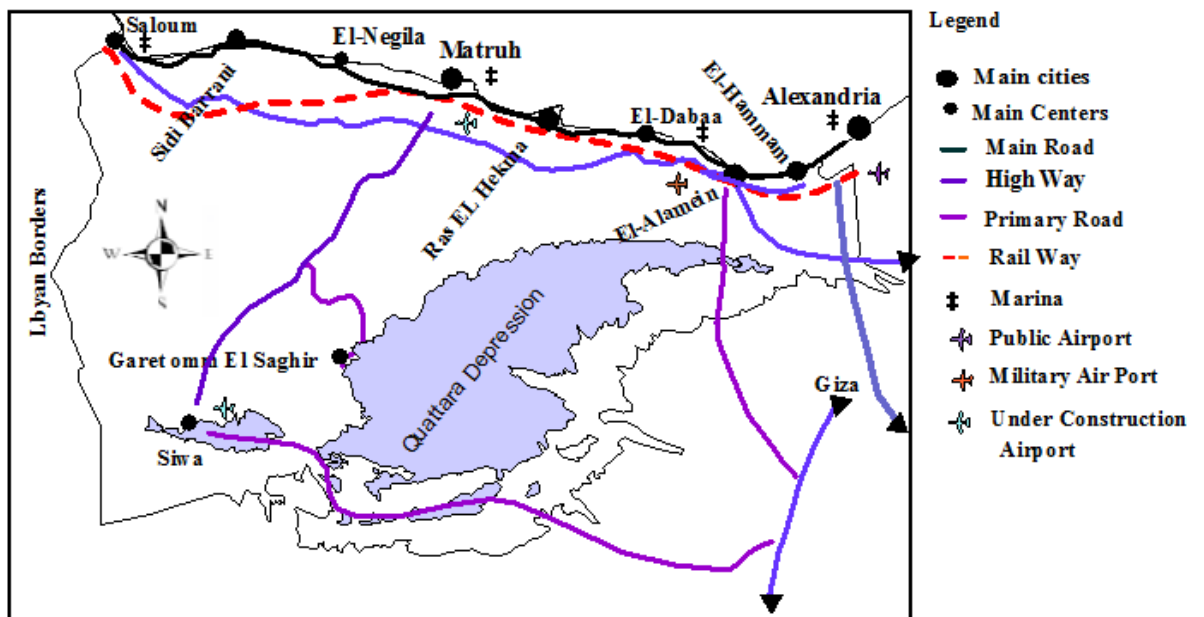 Saloum
El-Negila
Matruh
Sidi Barrani
El-Dabaa
El-Hammam
Alexandria
Ras EL Hekma
El-Alamein
Lbyan Borders
N
W
E
S
Quattara Depression
Garetomm El Saghir
Siwa
Giza
Legend
Main cities
Main Centers
Main Road
High Way
Primary Road
Rail Way
Marina
Public Airport
Military Air Port
Under Construction
Airport